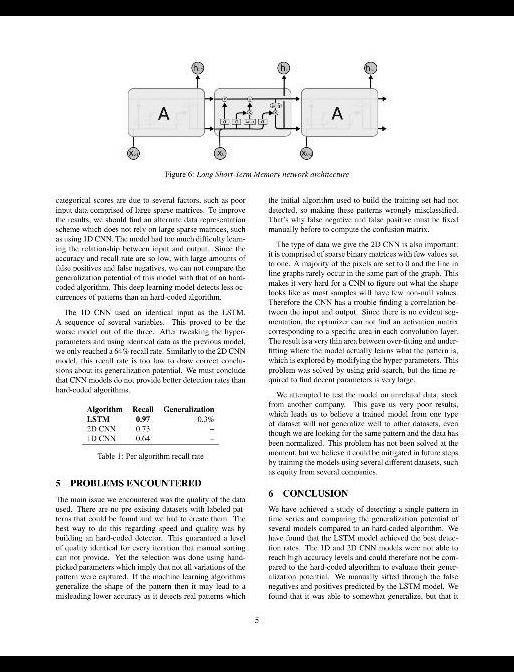 A
A
Figure 6: Long Short-Term Memory network architecture
categorical scores are due to several factors, such as poor
input data comprised of large sparse matrices. To improve
the results, we should find an alternate data representation
scheme which does not rely on large sparse matrices, such
as using 1D CNN. The model had too much difficulty learn-
ing the relationship between input and output. Since the
accuracy and recall rate are so low, with large amounts of
false positives and false negatives, we can not compare the
generalization potential of this model with that of an hard-
coded algorithm. This deep learning model detects less oc-
currences of patterns than an hard-coded algorithm.
The 1D CNN used an identical input as the LSTM.
A sequence of several variables. This proved to be the
worse model out of the three. After tweaking the hyper-
parameters and using identical data as the previous model,
we only reached a 64% recall rate. Similarly to the 2D CNN
model, this recall rate is too low to draw correct conclu-
sions about its generalization potential. We must conclude
that CNN models do not provide better detection rates than
hard-coded algorithms.
Algorithm Recall Generalization
LSTM 0.97 0.3%
2D CNN 0.73 –
1D CNN 0.64 –
Table 1: Per algorithm recall rate
5 PROBLEMS ENCOUNTERED
The main issue we encountered was the quality of the data
used. There are no pre-existing datasets with labeled pat-
terns that could be found and we had to create them. The
best way to do this regarding speed and quality was by
building an hard-coded detector. This guaranteed a level
of quality identical for every iteration that manual sorting
can not provide. Yet the selection was done using hand-
picked parameters which imply that not all variations of the
pattern were captured. If the machine learning algorithms
generalize the shape of the pattern then it may lead to a
misleading lower accuracy as it detects real patterns which
the initial algorithm used to build the training set had not
detected, so making these patterns wrongly misclassified.
That's why false negative and false positive must be fixed
manually before to compute the confusion matrix.
The type of data we give the 2D CNN is also important:
it is comprised of sparse binary matrices with few values set
to one. A majority of the pixels are set to 0 and the line in
line graphs rarely occur in the same part of the graph. This
makes it very hard for a CNN to figure out what the shape
looks like as most samples will have few non-null values.
Therefore the CNN has a trouble finding a correlation be-
tween the input and output. Since there is no evident seg-
mentation, the optimizer can not find an activation matrix
corresponding to a specific area in each convolution layer.
The result is a very thin area between over-fitting and under-
fitting where the model actually learns what the pattern is,
which is explored by modifying the hyper-parameters. This
problem was solved by using grid-search, but the time re-
quired to find decent parameters is very large.
We attempted to test the model on unrelated data, stock
from another company. This gave us very poor results,
which leads us to believe a trained model from one type
of dataset will not generalize well to other datasets, even
though we are looking for the same pattern and the data has
been normalized. This problem has not been solved at the
moment, but we believe it could be mitigated in future steps
by training the models using several different datasets, such
as equity from several companies.
6 CONCLUSION
We have achieved a study of detecting a single pattern in
time series and comparing the generalization potential of
several models compared to an hard-coded algorithm. We
have found that the LSTM model achieved the best detec-
tion rates. The 1D and 2D CNN models were not able to
reach high accuracy levels and could therefore not be com-
pared to the hard-coded algorithm to evaluate their gener-
alization potential. We manually sifted through the false
negatives and positives predicted by the LSTM model. We
found that it was able to somewhat generalize, but that it
5